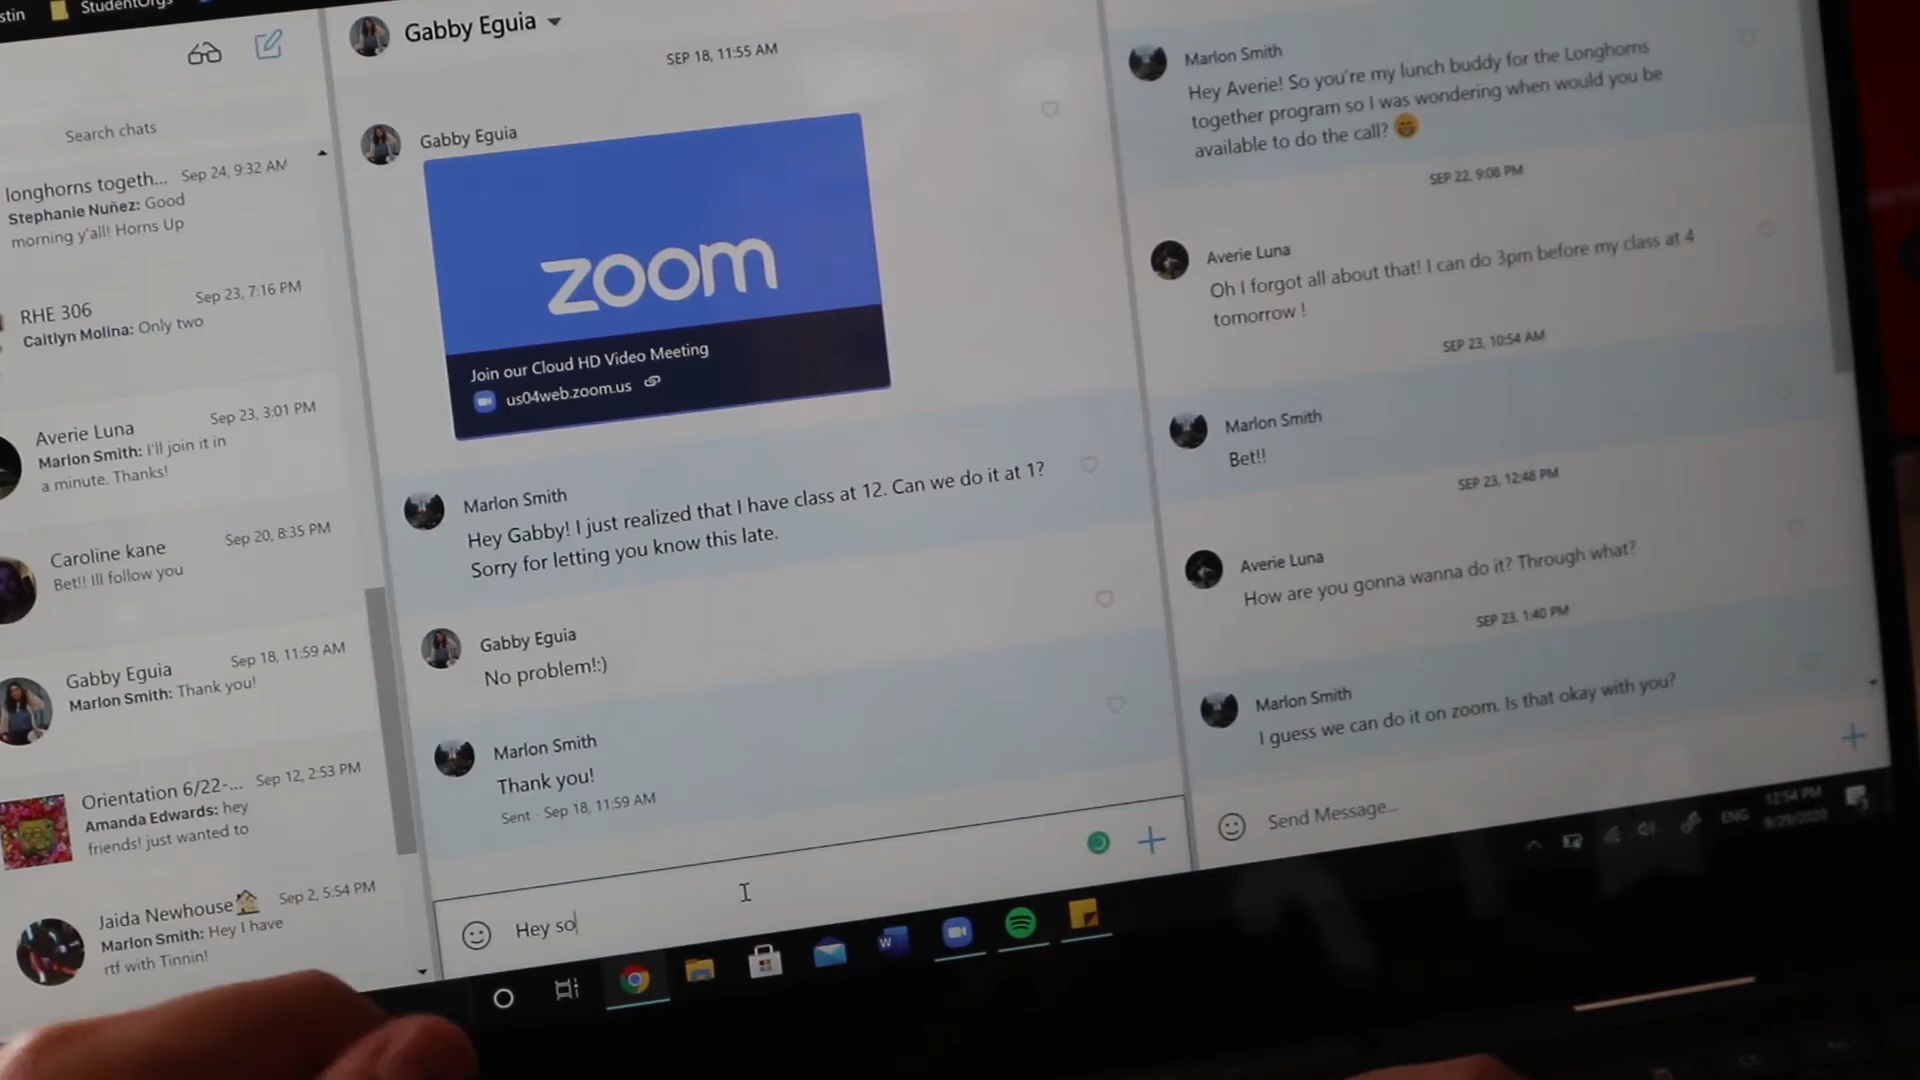 stin
StudentOrgs
Search chats
longhorns togeth... Sep 24, 9:32 AM
Stephanie Nuñez: Good
morning y'all! Horns Up
RHE 306 Sep 23, 7:16 PM
Caitlyn Molina: Only two
Averie Luna Sep 23, 3:01 PM
Marlon Smith: I'll join it in
a minute. Thanks!
Caroline kane Sep 20, 8:35 PM
Bet!! Ill follow you
Gabby Eguia Sep 18, 11:59 AM
Marlon Smith: Thank you!
Orientation 6/22-... Sep 12, 2:53 PM
Amanda Edwards: hey
friends! just wanted to
Jaida Newhouse🏠 Sep 2, 5:54 PM
Marlon Smith: Hey I have
rtf with Tinnin!
Gabby Eguia
SEP 18, 11:55 AM
Gabby Eguia
zoom
Join our Cloud HD Video Meeting
us04web.zoom.us
Marlon Smith
Hey Gabby! I just realized that I have class at 12. Can we do it at 1?
Sorry for letting you know this late.
Gabby Eguia
No problem!:)
Marlon Smith
Thank you!
Sent · Sep 18, 11:59 AM
Hey so
Marlon Smith
Hey Averie! So you're my lunch buddy for the Longhorns
together program so I was wondering when would you be
available to do the call? 😁
SEP 22, 9:08 PM
Averie Luna
Oh I forgot all about that! I can do 3pm before my class at 4
tomorrow !
SEP 23, 10:54 AM
Marlon Smith
Bet!!
SEP 23, 12:48 PM
Averie Luna
How are you gonna wanna do it? Through what?
SEP 23, 1:40 PM
Marlon Smith
I guess we can do it on zoom. Is that okay with you?
Send Message...
W
ENG
12:54 PM
9/29/2020